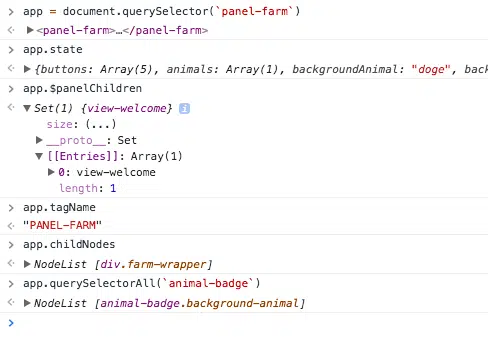 app = document.querySelector(`panel-farm`)
<panel-farm>…</panel-farm>
app.state
{buttons: Array(5), animals: Array(1), backgroundAnimal: "doge", back
app.$panelChildren
Set(1) {view-welcome} i
size: (...)
__proto__: Set
[[Entries]]: Array(1)
0: view-welcome
length: 1
app.tagName
"PANEL-FARM"
app.childNodes
NodeList [div.farm-wrapper]
app.querySelectorAll(`animal-badge`)
NodeList [animal-badge.background-animal]